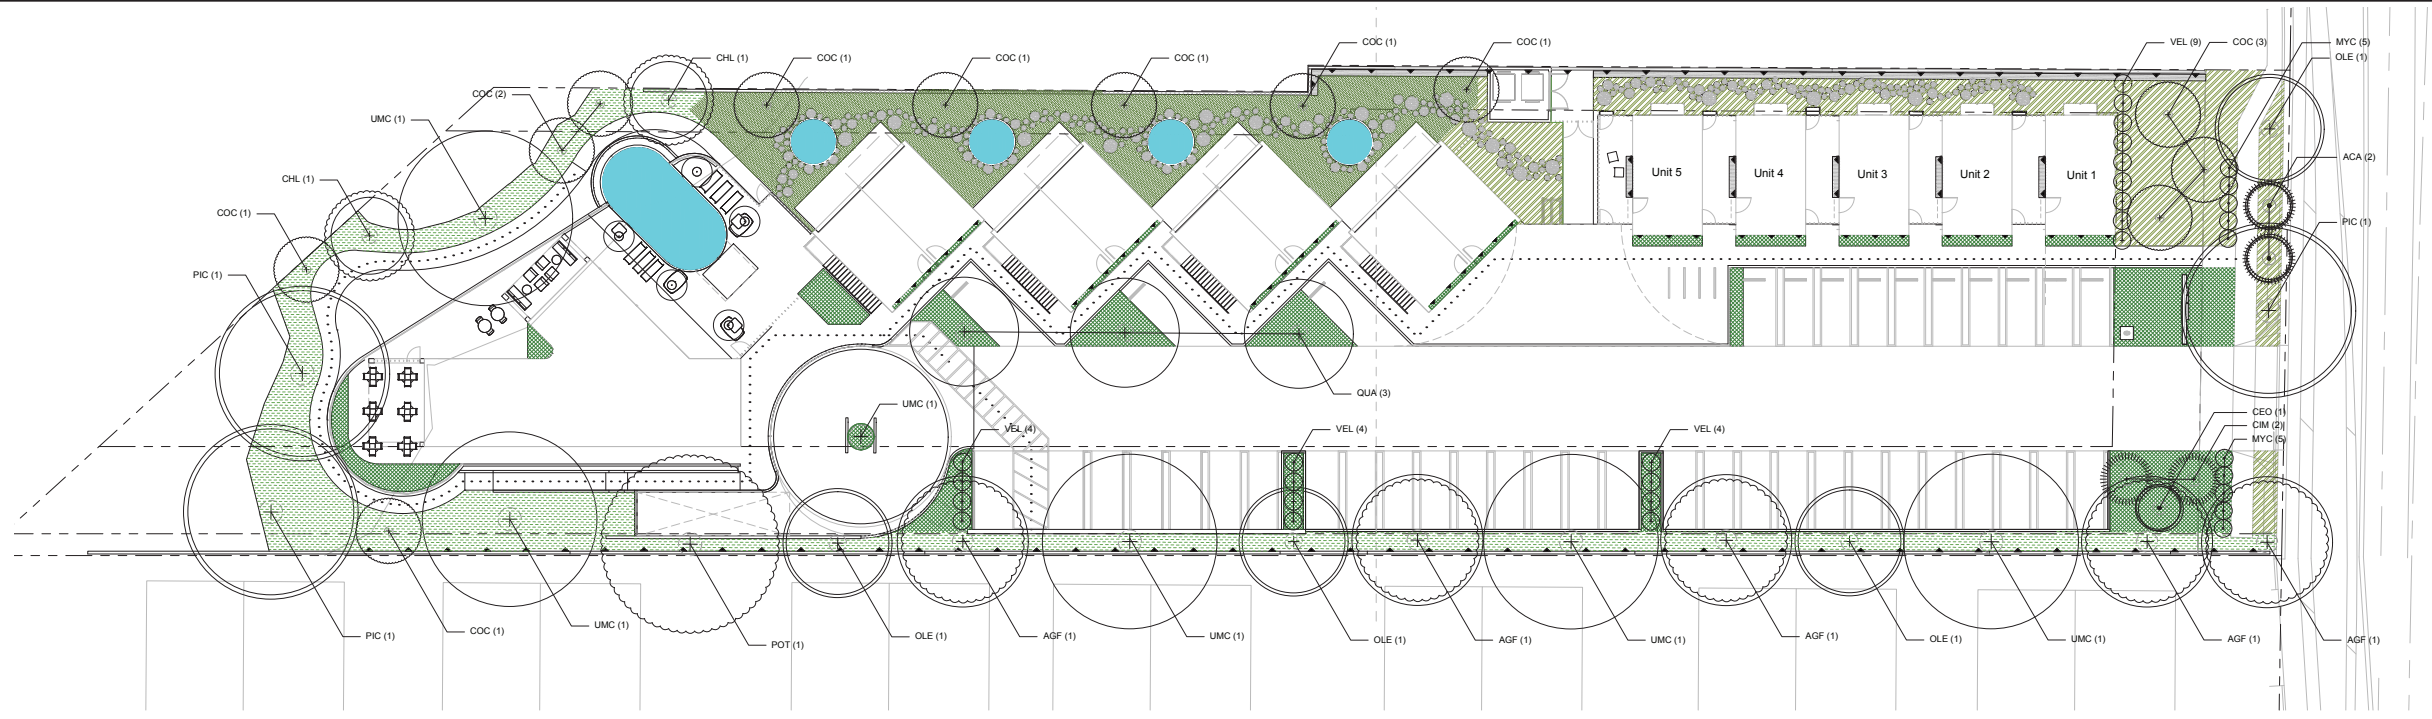 COC (1)
COC (1)
VEL (9)
COC (3)
MYC (5)
CHL (1)
COC (1)
COC (1)
COC (1)
OLE (1)
COC (2)
UMC (1)
ACA (2)
Unit 5
Unit 4
Unit 3
Unit 2
Unit 1
CHL (1)
COC (1)
PIC (1)
PIC (1)
QUA (3)
UMC (1)
CEO (1)
VEL (4)
VEL (4)
VEL (4)
CIM (2)
MYC (5)
PIC (1)
COC (1)
UMC (1)
POT (1)
OLE (1)
AGF (1)
UMC (1)
OLE (1)
AGF (1)
UMC (1)
AGF (1)
OLE (1)
UMC (1)
AGF (1)
AGF (1)